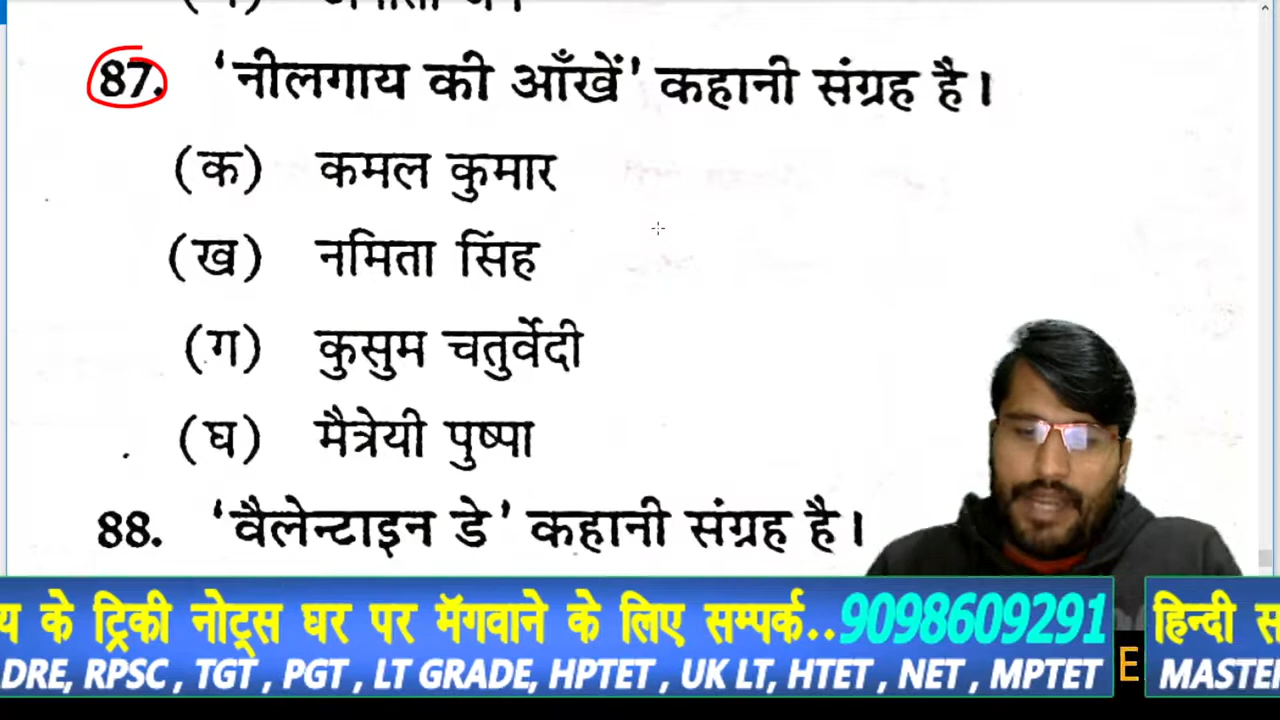 87. 'नीलगाय की आँखें' कहानी संग्रह है।
(क) कमल कुमार
(ख) नमिता सिंह
(ग) कुसुम चतुर्वेदी
(घ) मैत्रेयी पुष्पा
88. 'वैलेन्टाइन डे' कहानी संग्रह है।
के ट्रिकी नोट्स घर पर मॅगवाने के लिए सम्पर्क..9098609291
हिन्दी
DRE, RPSC , TGT , PGT , LT GRADE, HPTET , UK LT, HTET , NET , MPTET
E
MASTE